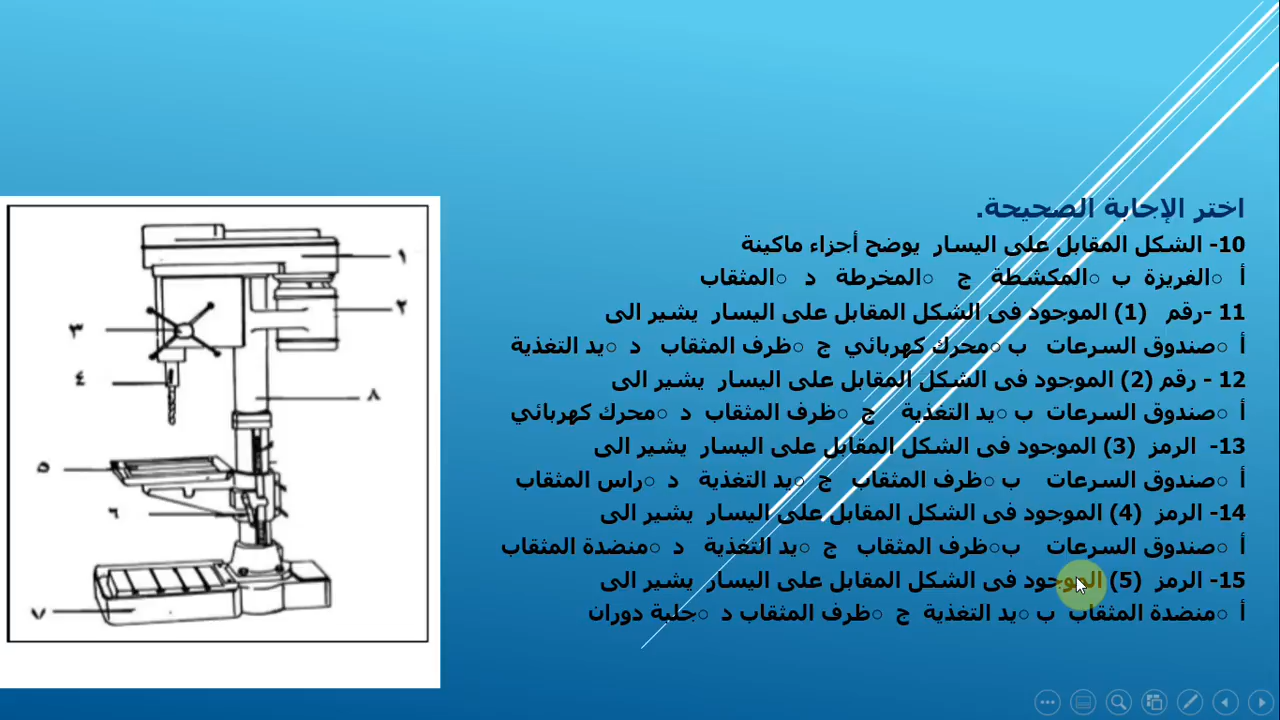 اختر الإجابة الصحيحة.
10- الشكل المقابل على اليسار يوضح أجزاء ماكينة
أ ○الفريزة ب ○المكشطة ج ○المخرطة د ○المثقاب
11 -رقم (1) الموجود فى الشكل المقابل على اليسار يشير الى
أ ○صندوق السرعات ب ○محرك كهربائي ج ○ظرف المثقاب د ○يد التغذية
12 - رقم (2) الموجود فى الشكل المقابل على اليسار يشير الى
أ ○صندوق السرعات ب ○يد التغذية ج ○ظرف المثقاب د ○محرك كهربائي
13- الرمز (3) الموجود فى الشكل المقابل على اليسار يشير الى
أ ○صندوق السرعات ب ○ظرف المثقاب ج ○يد التغذية د ○راس المثقاب
14- الرمز (4) الموجود فى الشكل المقابل على اليسار يشير الى
أ ○صندوق السرعات ب○ظرف المثقاب ج ○يد التغذية د ○منضدة المثقاب
15- الرمز (5) الموجود فى الشكل المقابل على اليسار يشير الى
أ ○منضدة المثقاب ب ○يد التغذية ج ○ظرف المثقاب د ○جلبة دوران
١
٢
٣
٤
٨
٥
٦
٧